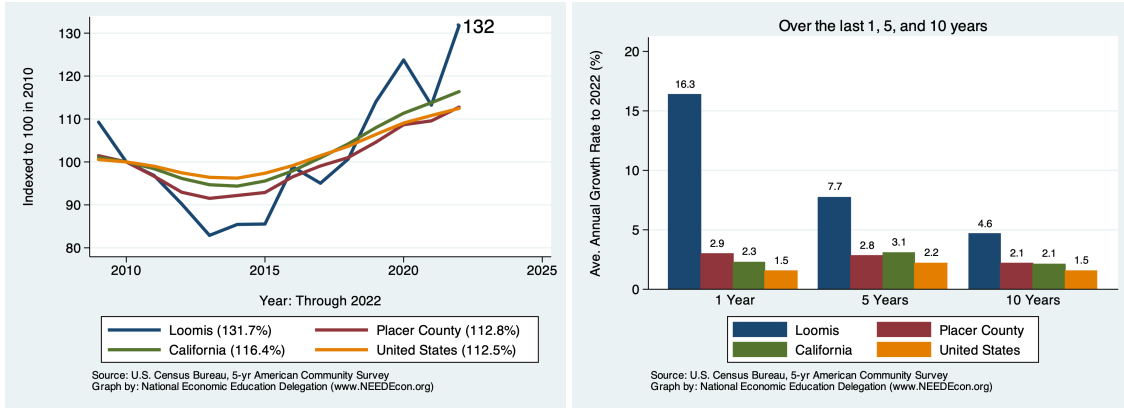 132
130
120
110
100
90
80
Indexed to 100 in 2010
2010
2015
2020
2025
Year: Through 2022
Loomis (131.7%)
Placer County (112.8%)
California (116.4%)
United States (112.5%)
Source: U.S. Census Bureau, 5-yr American Community Survey
Graph by: National Economic Education Delegation (www.NEEDEcon.org)
Over the last 1, 5, and 10 years
Ave. Annual Growth Rate to 2022 (%)
20
15
10
5
0
16.3
2.9
2.3
1.5
7.7
2.8
3.1
2.2
4.6
2.1
2.1
1.5
1 Year
5 Years
10 Years
Loomis
Placer County
California
United States
Source: U.S. Census Bureau, 5-yr American Community Survey
Graph by: National Economic Education Delegation (www.NEEDEcon.org)